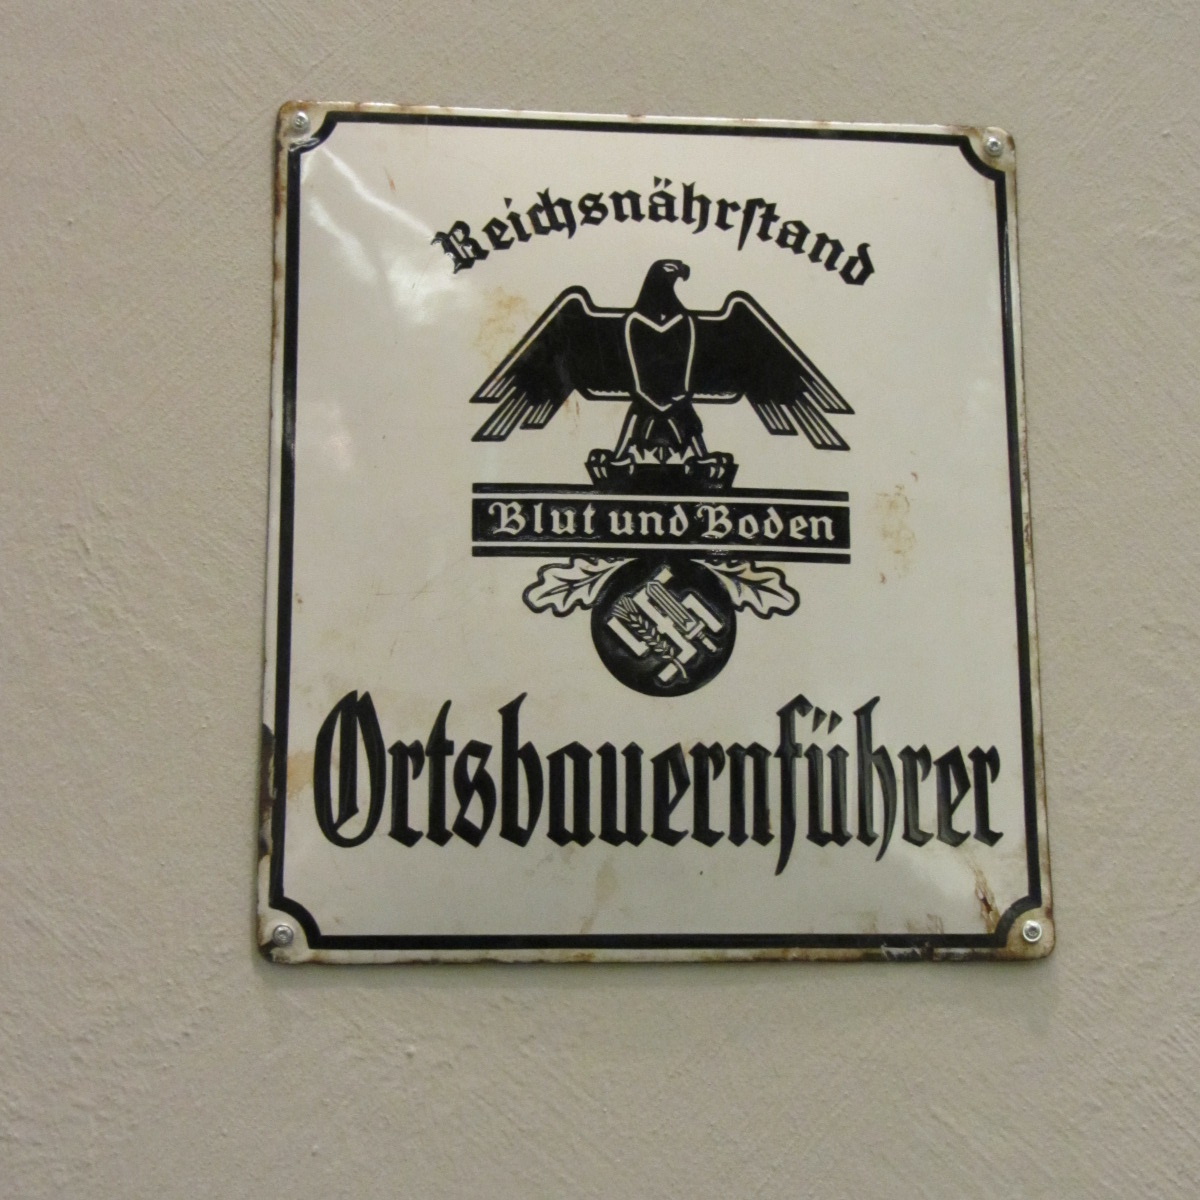 Reichsnährſtand
Blut und Boden
Ortsbauernführer